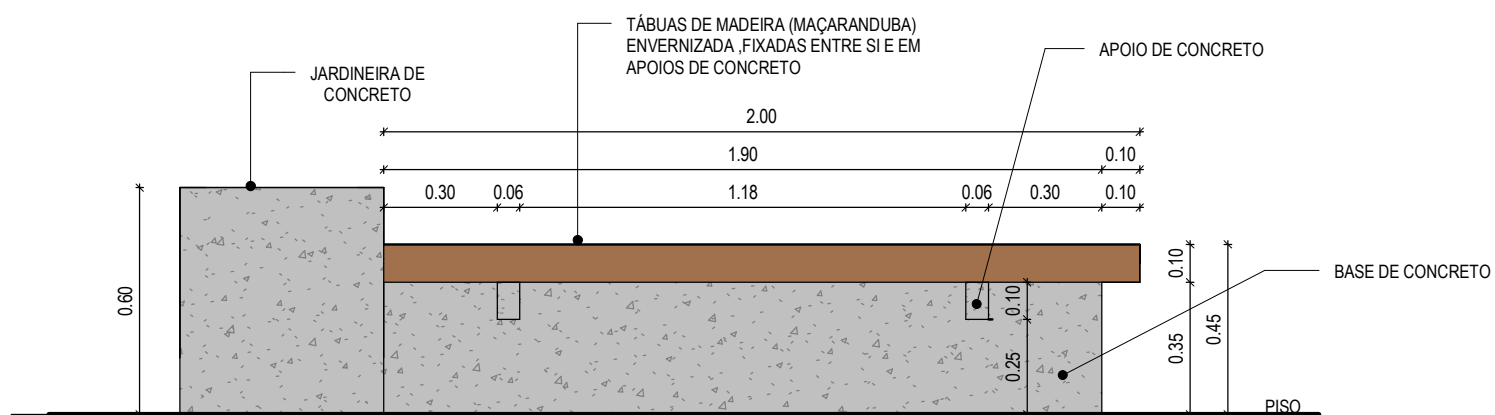 TÁBUAS DE MADEIRA (MAÇARANDUBA)
ENVERNIZADA ,FIXADAS ENTRE SI E EM
APOIOS DE CONCRETO
APOIO DE CONCRETO
JARDINEIRA DE
CONCRETO
2.00
1.90
0.10
0.30
0.06
1.18
0.06
0.30
0.10
0.60
0.10
0.25
0.10
0.35
0.45
BASE DE CONCRETO
PISO